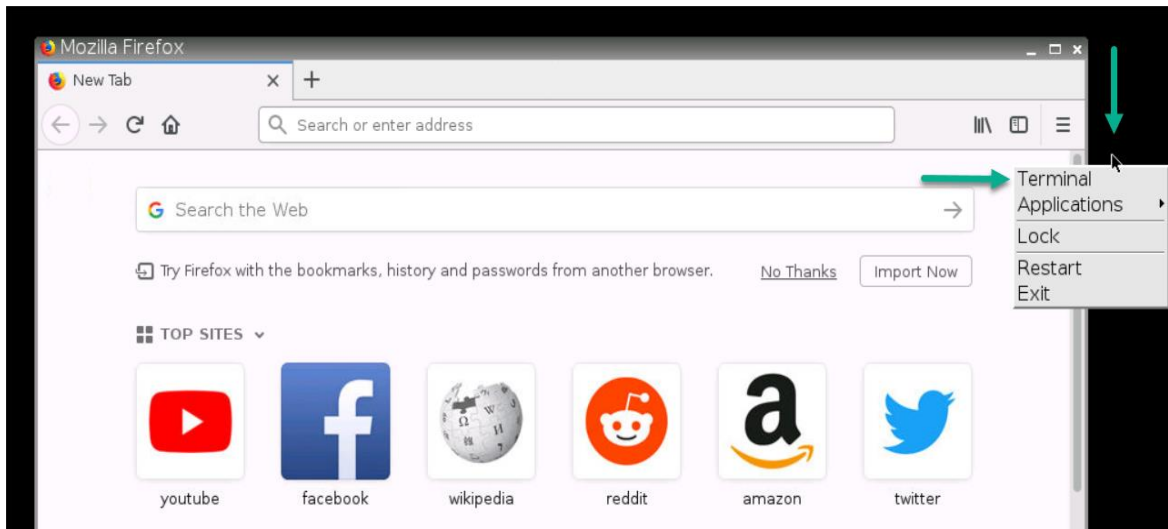 Mozilla Firefox
New Tab
Search or enter address
Search the Web
Try Firefox with the bookmarks, history and passwords from another browser. No Thanks Import Now
TOP SITES
youtube facebook wikipedia reddit amazon twitter
Terminal
Applications
Lock
Restart
Exit